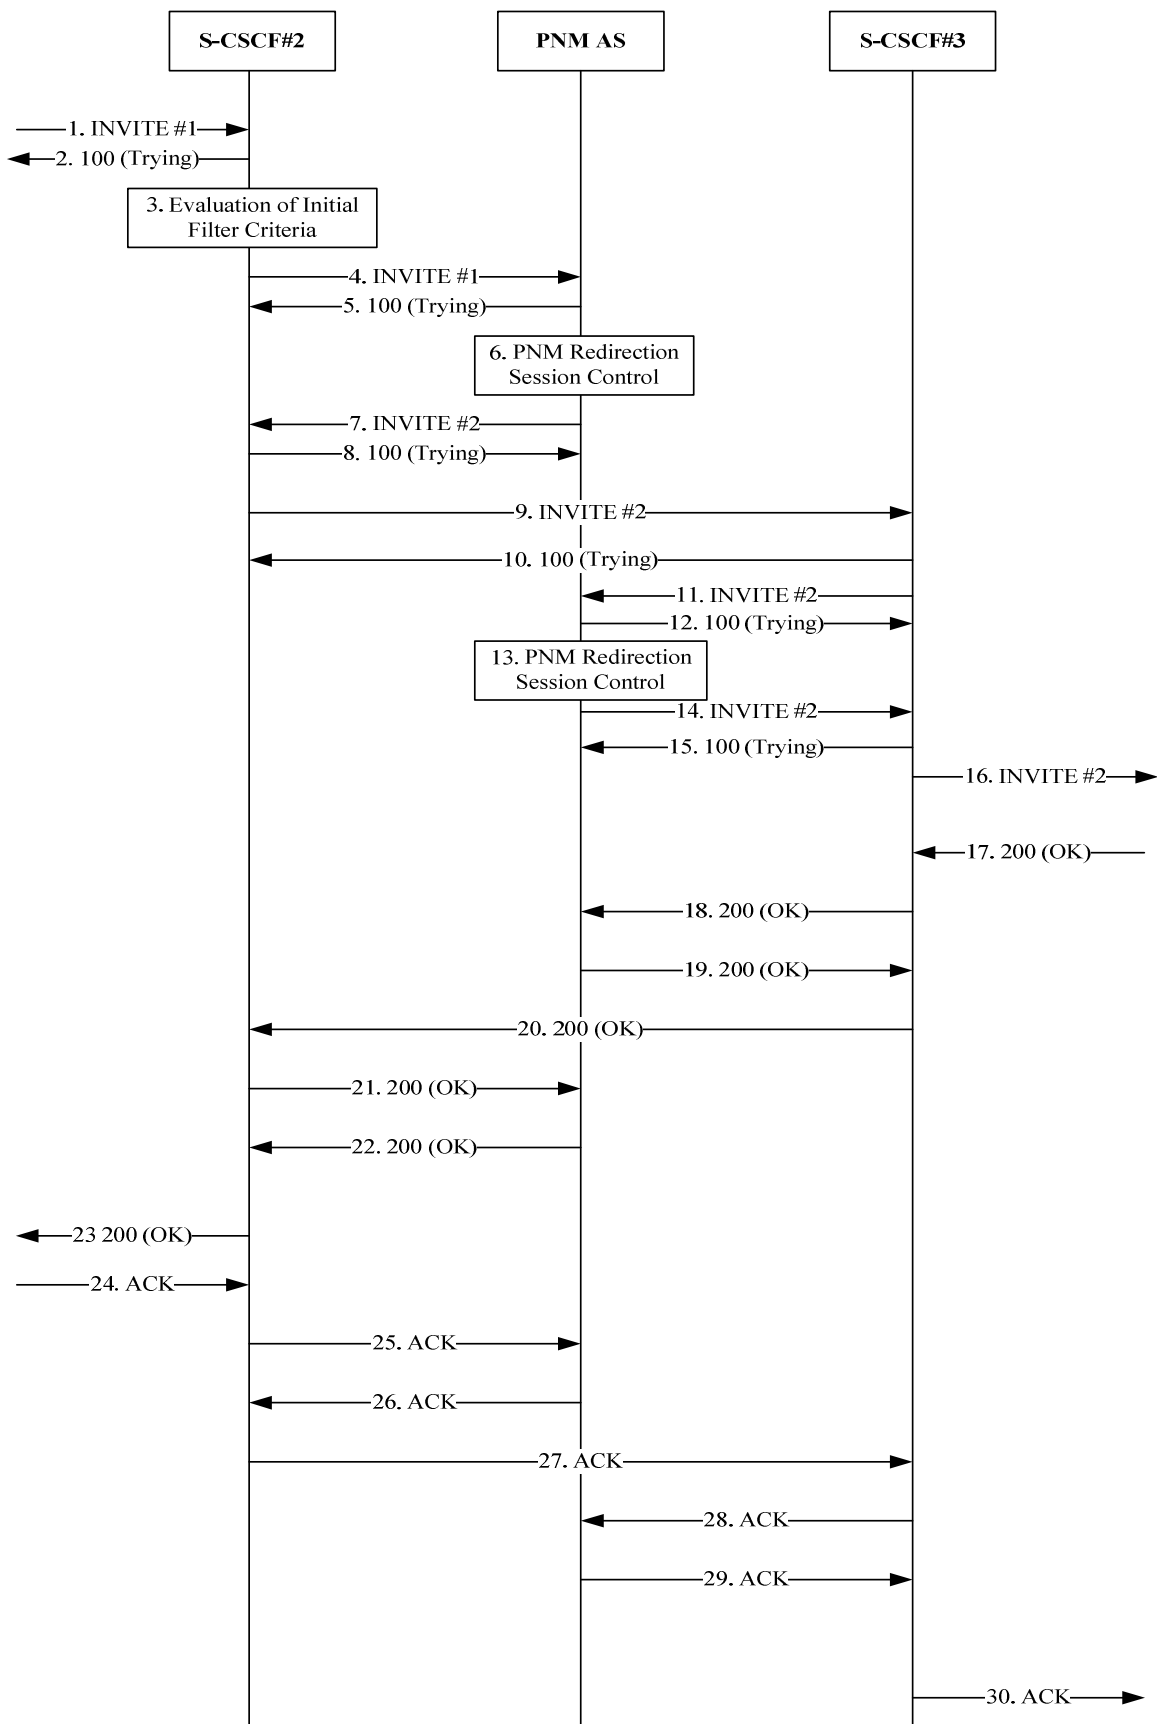 S-CSCF#2
PNM AS
S-CSCF#3
1. INVITE #1
2. 100 (Trying)
3. Evaluation of Initial
Filter Criteria
4. INVITE #1
5. 100 (Trying)
6. PNM Redirection
Session Control
7. INVITE #2
8. 100 (Trying)
9. INVITE #2
10. 100 (Trying)
11. INVITE #2
12. 100 (Trying)
13. PNM Redirection
Session Control
14. INVITE #2
15. 100 (Trying)
16. INVITE #2
17. 200 (OK)
18. 200 (OK)
19. 200 (OK)
20. 200 (OK)
21. 200 (OK)
22. 200 (OK)
23 200 (OK)
24. ACK
25. ACK
26. ACK
27. ACK
28. ACK
29. ACK
30. ACK